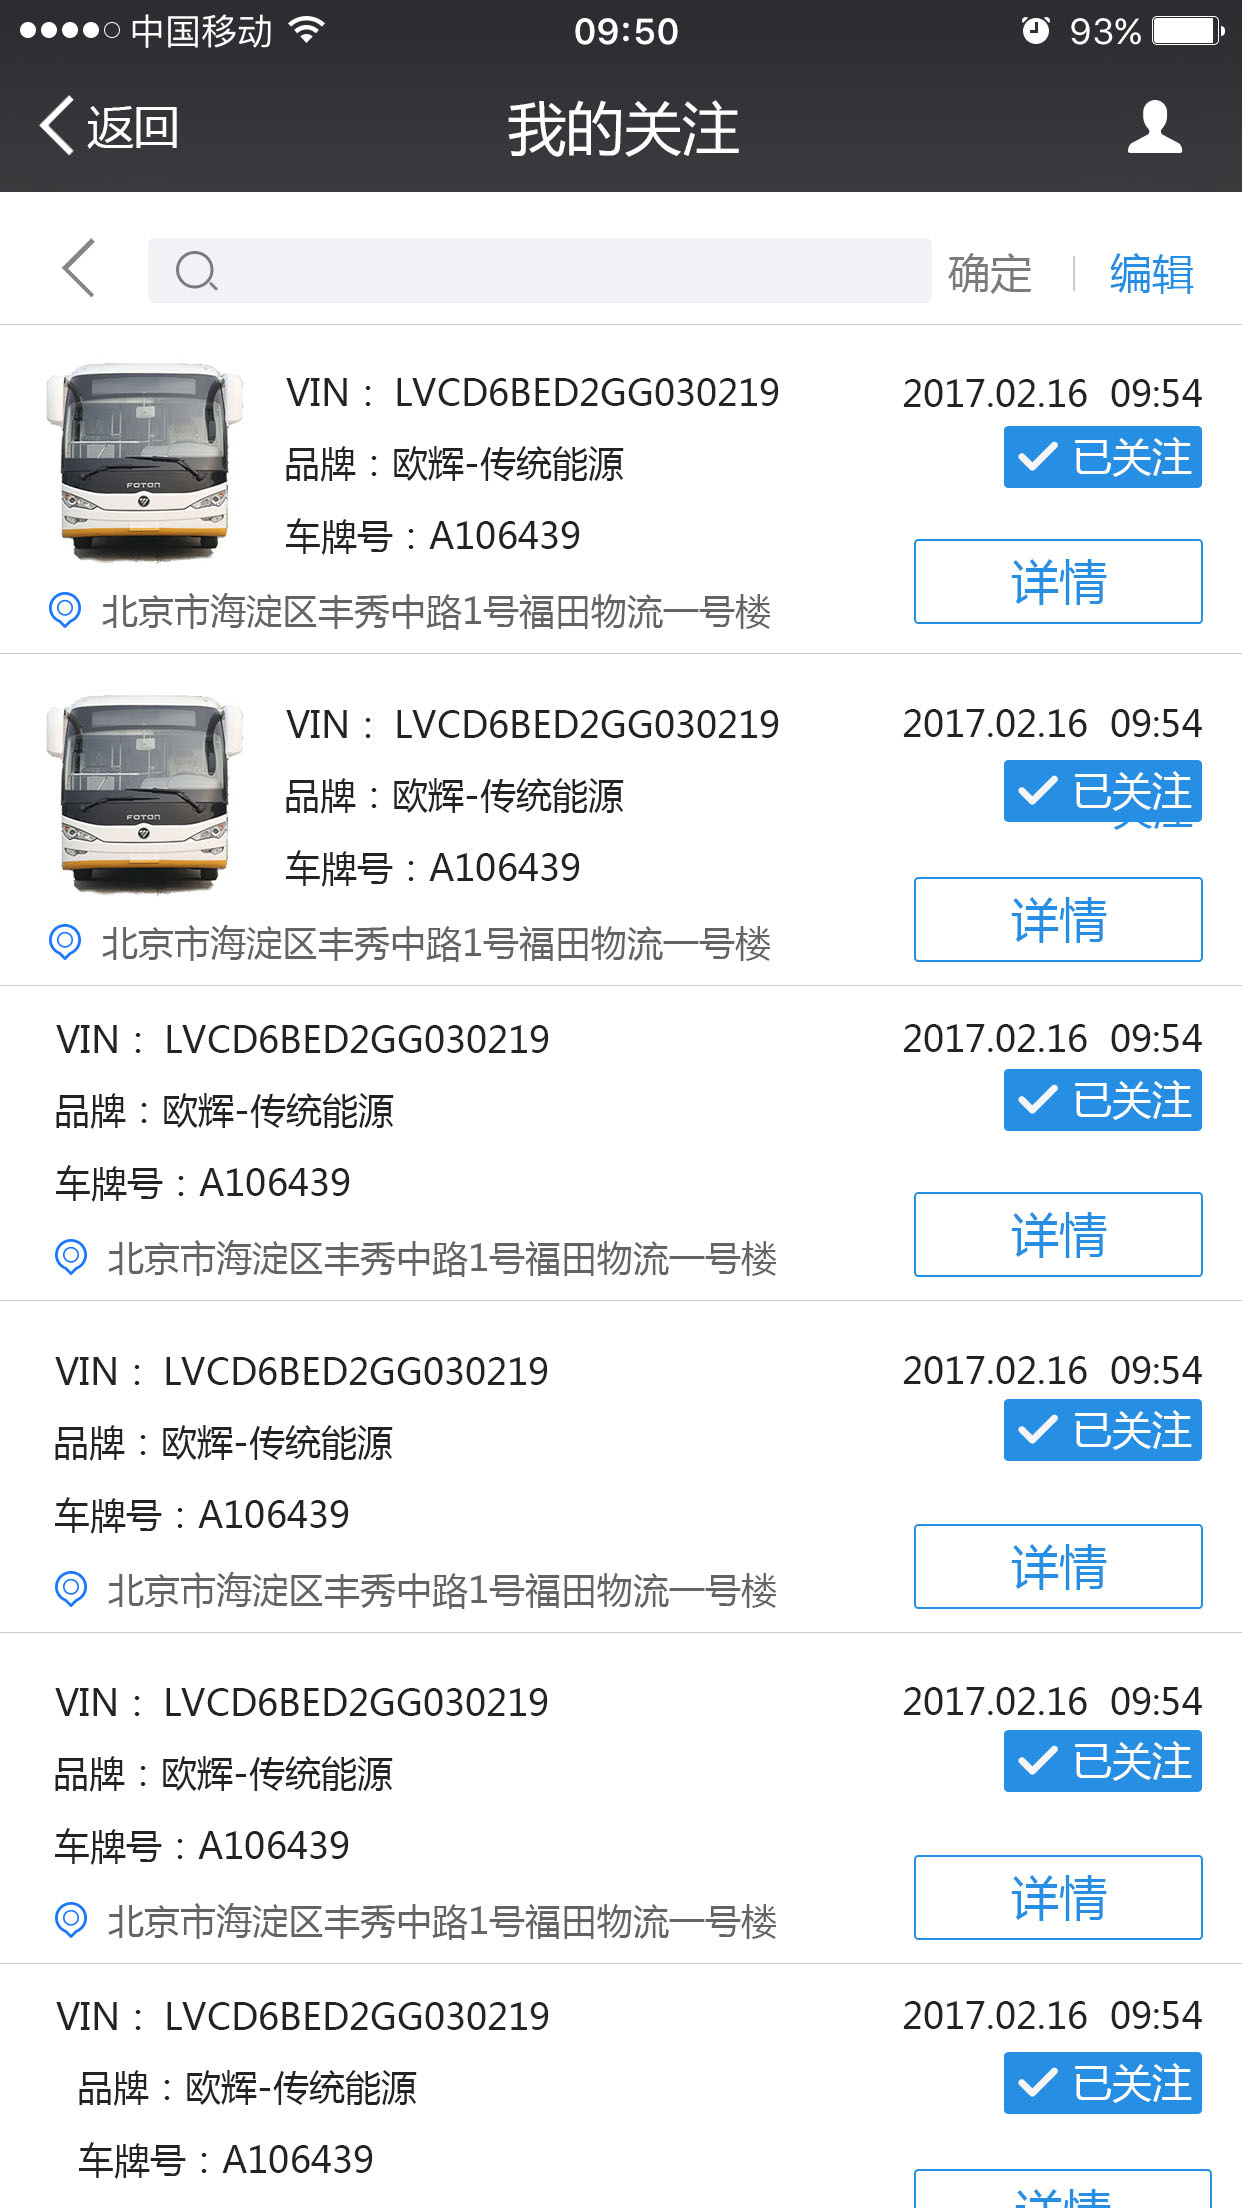 中国移动 09:50 93%
返回 我的关注
确定 编辑
VIN： LVCD6BED2GG030219 2017.02.16 09:54
品牌：欧辉-传统能源 已关注
FOTON
车牌号：A106439
详情
北京市海淀区丰秀中路1号福田物流一号楼
VIN： LVCD6BED2GG030219 2017.02.16 09:54
品牌：欧辉-传统能源 已关注
关注
FOTON
车牌号：A106439
详情
北京市海淀区丰秀中路1号福田物流一号楼
VIN： LVCD6BED2GG030219 2017.02.16 09:54
品牌：欧辉-传统能源 已关注
车牌号：A106439
详情
北京市海淀区丰秀中路1号福田物流一号楼
VIN： LVCD6BED2GG030219 2017.02.16 09:54
品牌：欧辉-传统能源 已关注
车牌号：A106439
详情
北京市海淀区丰秀中路1号福田物流一号楼
VIN： LVCD6BED2GG030219 2017.02.16 09:54
品牌：欧辉-传统能源 已关注
车牌号：A106439
详情
北京市海淀区丰秀中路1号福田物流一号楼
VIN： LVCD6BED2GG030219 2017.02.16 09:54
品牌：欧辉-传统能源 已关注
车牌号：A106439
详情